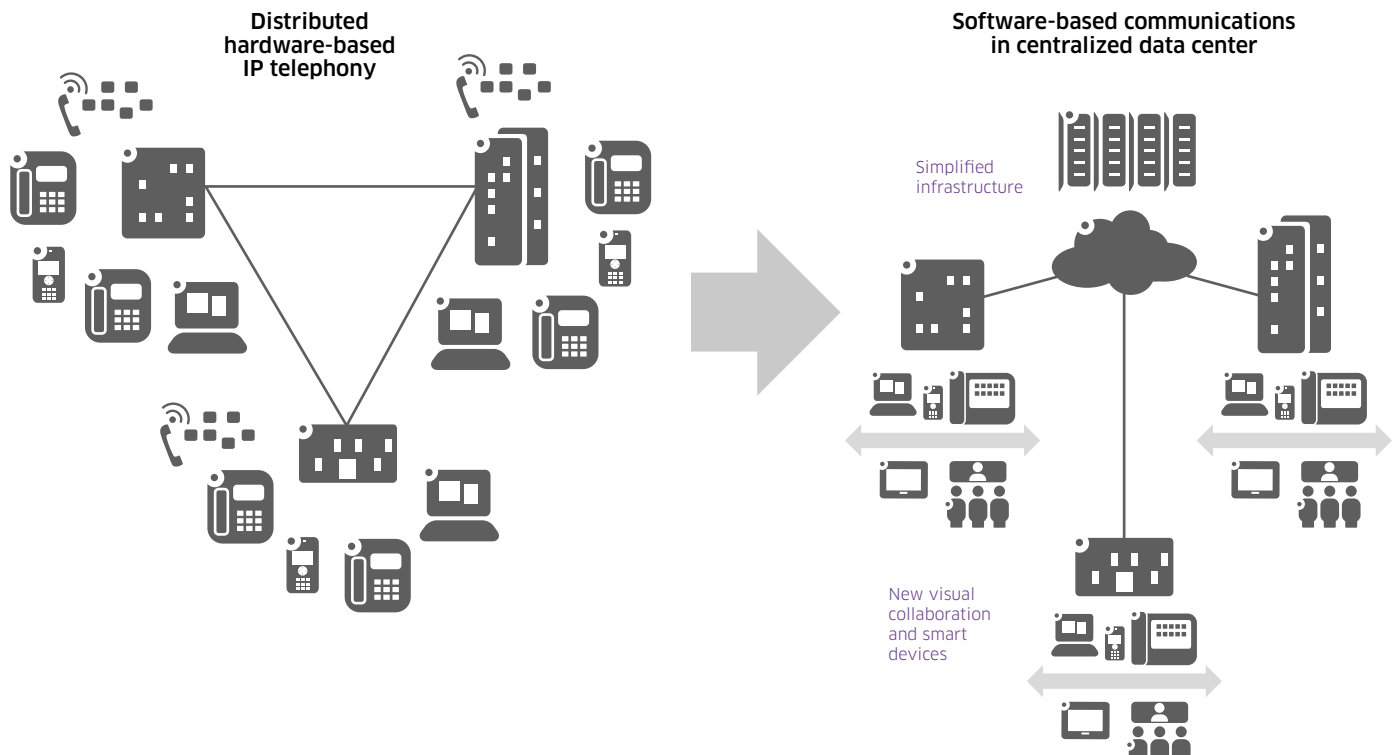 Distributed
hardware-based
IP telephony
Software-based communications
in centralized data center
Simplified
infrastructure
New visual
collaboration
and smart
devices